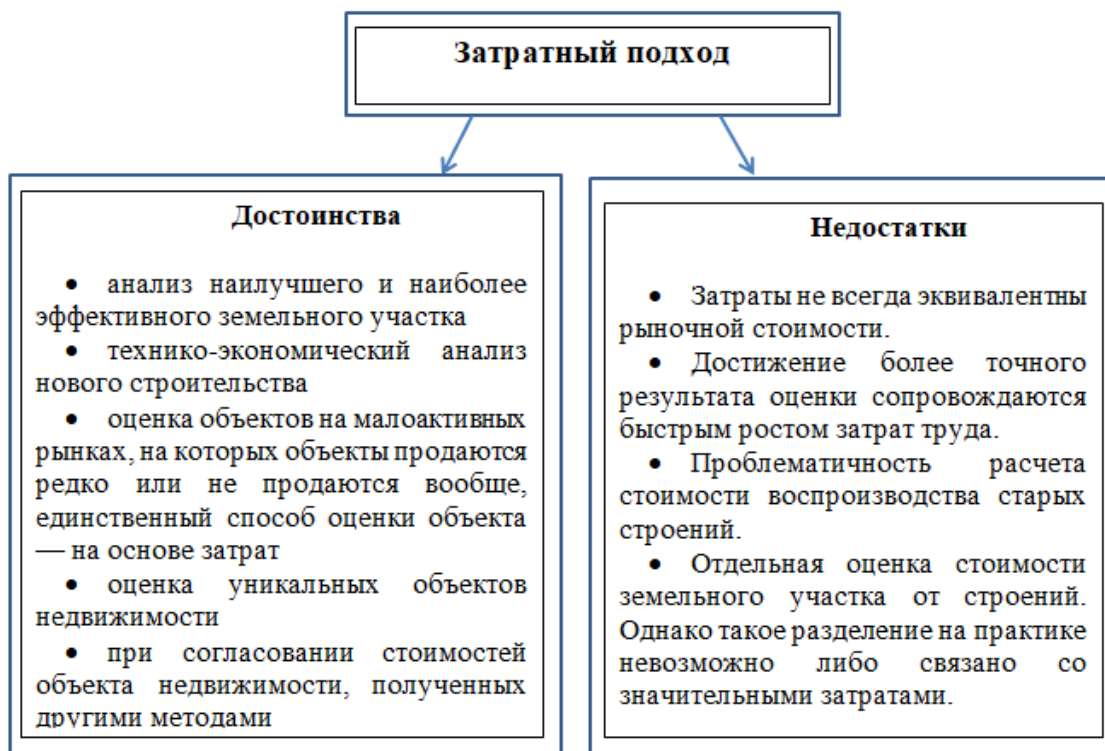 Затратный подход
Достоинства
• анализ наилучшего и наиболее
эффективного земельного участка
• технико-экономический анализ
нового строительства
• оценка объектов на малоактивных
рынках, на которых объекты продаются
редко или не продаются вообще,
единственный способ оценки объекта
— на основе затрат
• оценка уникальных объектов
недвижимости
• при согласовании стоимостей
объекта недвижимости, полученных
другими методами
Недостатки
• Затраты не всегда эквивалентны
рыночной стоимости.
• Достижение более точного
результата оценки сопровождаются
быстрым ростом затрат труда.
• Проблематичность расчета
стоимости воспроизводства старых
строений.
• Отдельная оценка стоимости
земельного участка от строений.
Однако такое разделение на практике
невозможно либо связано со
значительными затратами.